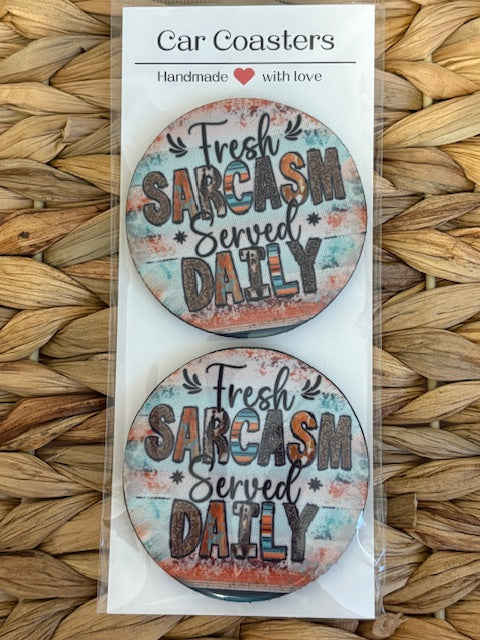 Car Coasters
Handmade ❤ with love
Fresh
SARCASM
Served
DAILY
Fresh
SARCASM
Served
DAILY